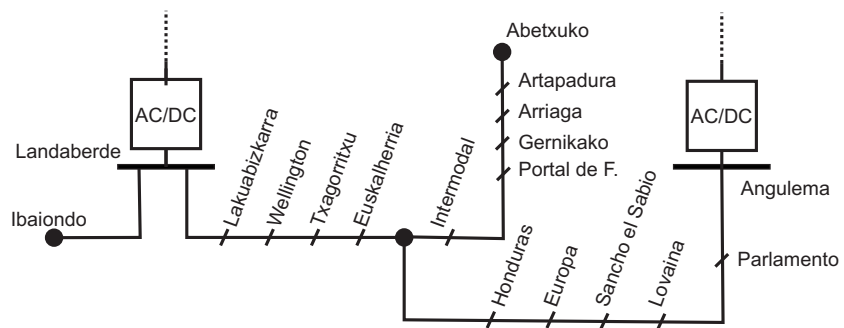 Abetxuko
Artapadura
Arriaga
Gernikako
Portal de F.
AC/DC
AC/DC
Landaberde
Angulema
Ibaiondo
Lakuabizkarra
Wellington
Txagorritxu
Euskalherria
Intermodal
Honduras
Europa
Sancho el Sabio
Lovaina
Parlamento